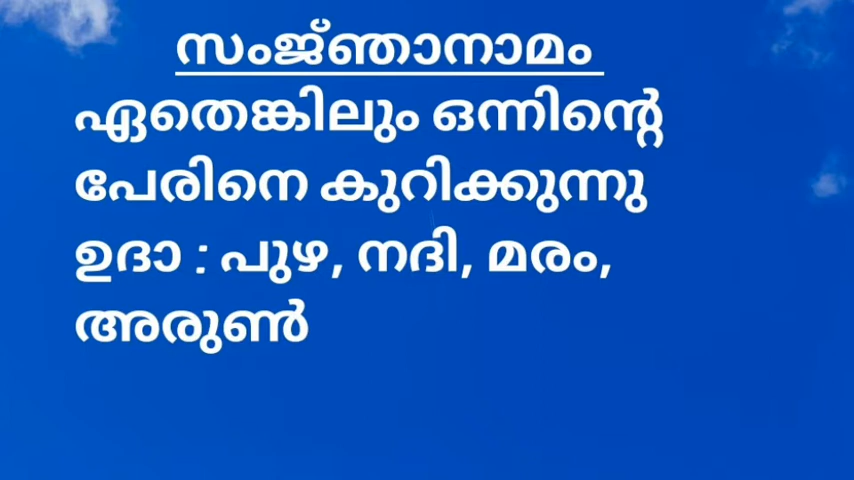 സംജ്ഞാനാമം
ഏതെങ്കിലും ഒന്നിന്റെ
പേരിനെ കുറിക്കുന്നു
ഉദാ : പുഴ, നദി, മരം,
അരുൺ